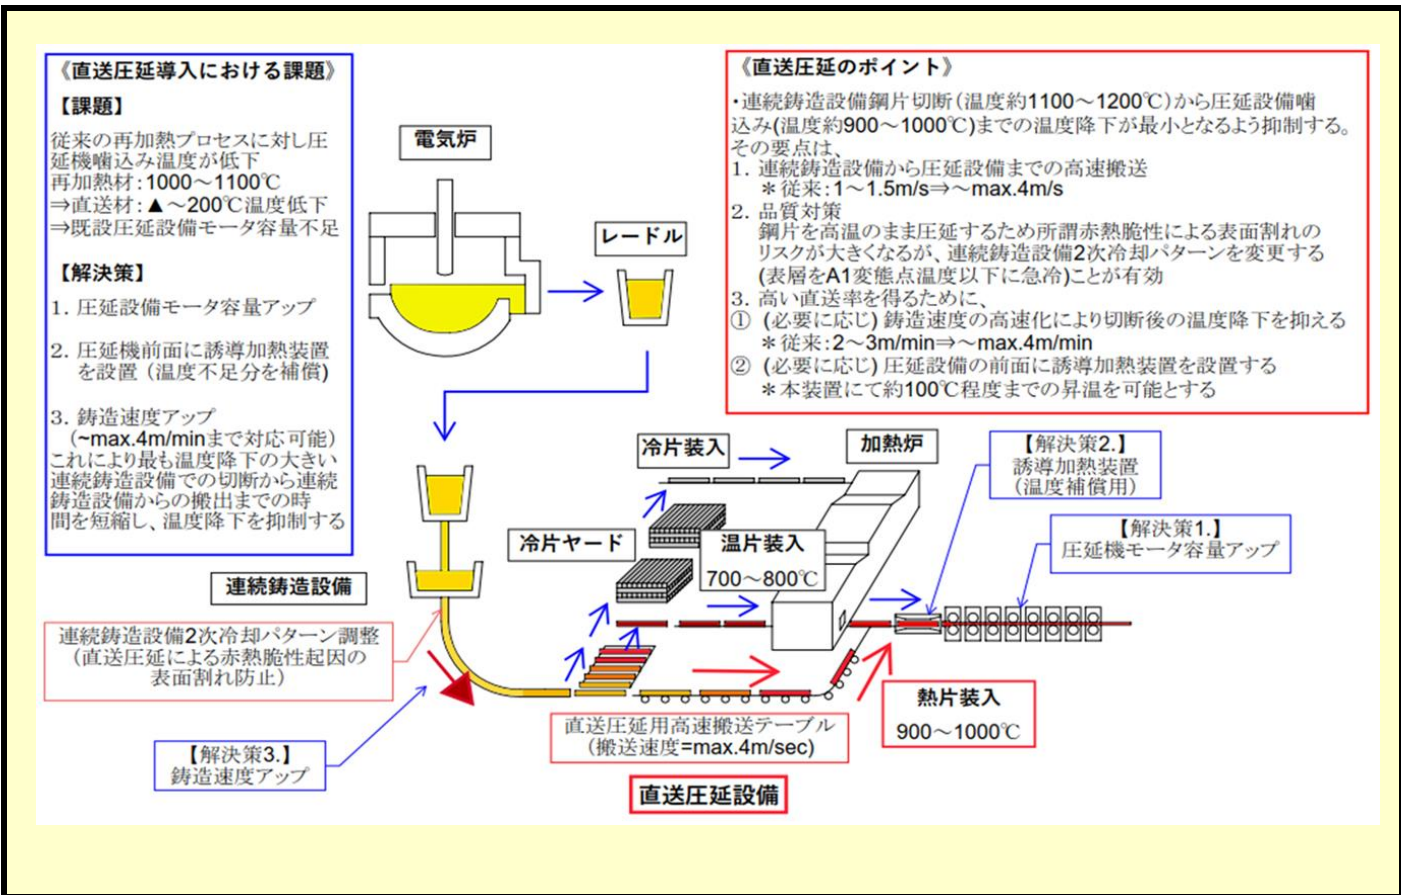 《直送圧延導入における課題》
【課題】
従来の再加熱プロセスに対し圧
延機噛込み温度が低下
再加熱材：1000～1100℃
⇒直送材：▲～200℃温度低下
⇒既設圧延設備モータ容量不足
【解決策】
1. 圧延設備モータ容量アップ
2. 圧延機前面に誘導加熱装置
を設置（温度不足分を補償)
3. 鋳造速度アップ
（~max.4m/minまで対応可能）
これにより最も温度降下の大きい
連続鋳造設備での切断から連続
鋳造設備からの搬出までの時
間を短縮し、温度降下を抑制する
《直送圧延のポイント》
・連続鋳造設備鋼片切断（温度約1100～1200℃）から圧延設備噛
込み(温度約900～1000℃)までの温度降下が最小となるよう抑制する。
その要点は、
1. 連続鋳造設備から圧延設備までの高速搬送
＊従来：1～1.5m/s⇒～max.4m/s
2. 品質対策
鋼片を高温のまま圧延するため所謂赤熱脆性による表面割れの
リスクが大きくなるが、連続鋳造設備2次冷却パターンを変更する
(表層をA1変態点温度以下に急冷)ことが有効
3. 高い直送率を得るために、
① (必要に応じ) 鋳造速度の高速化により切断後の温度降下を抑える
＊従来：2～3m/min⇒～max.4m/min
② (必要に応じ) 圧延設備の前面に誘導加熱装置を設置する
＊本装置にて約100℃程度までの昇温を可能とする
電気炉
レードル
冷片装入
加熱炉
【解決策2.】
誘導加熱装置
（温度補償用）
【解決策1.】
圧延機モータ容量アップ
冷片ヤード
温片装入
700～800℃
連続鋳造設備
連続鋳造設備2次冷却パターン調整
（直送圧延による赤熱脆性起因の
表面割れ防止）
【解決策3.】
鋳造速度アップ
直送圧延用高速搬送テーブル
（搬送速度=max.4m/sec)
熱片装入
900～1000℃
直送圧延設備